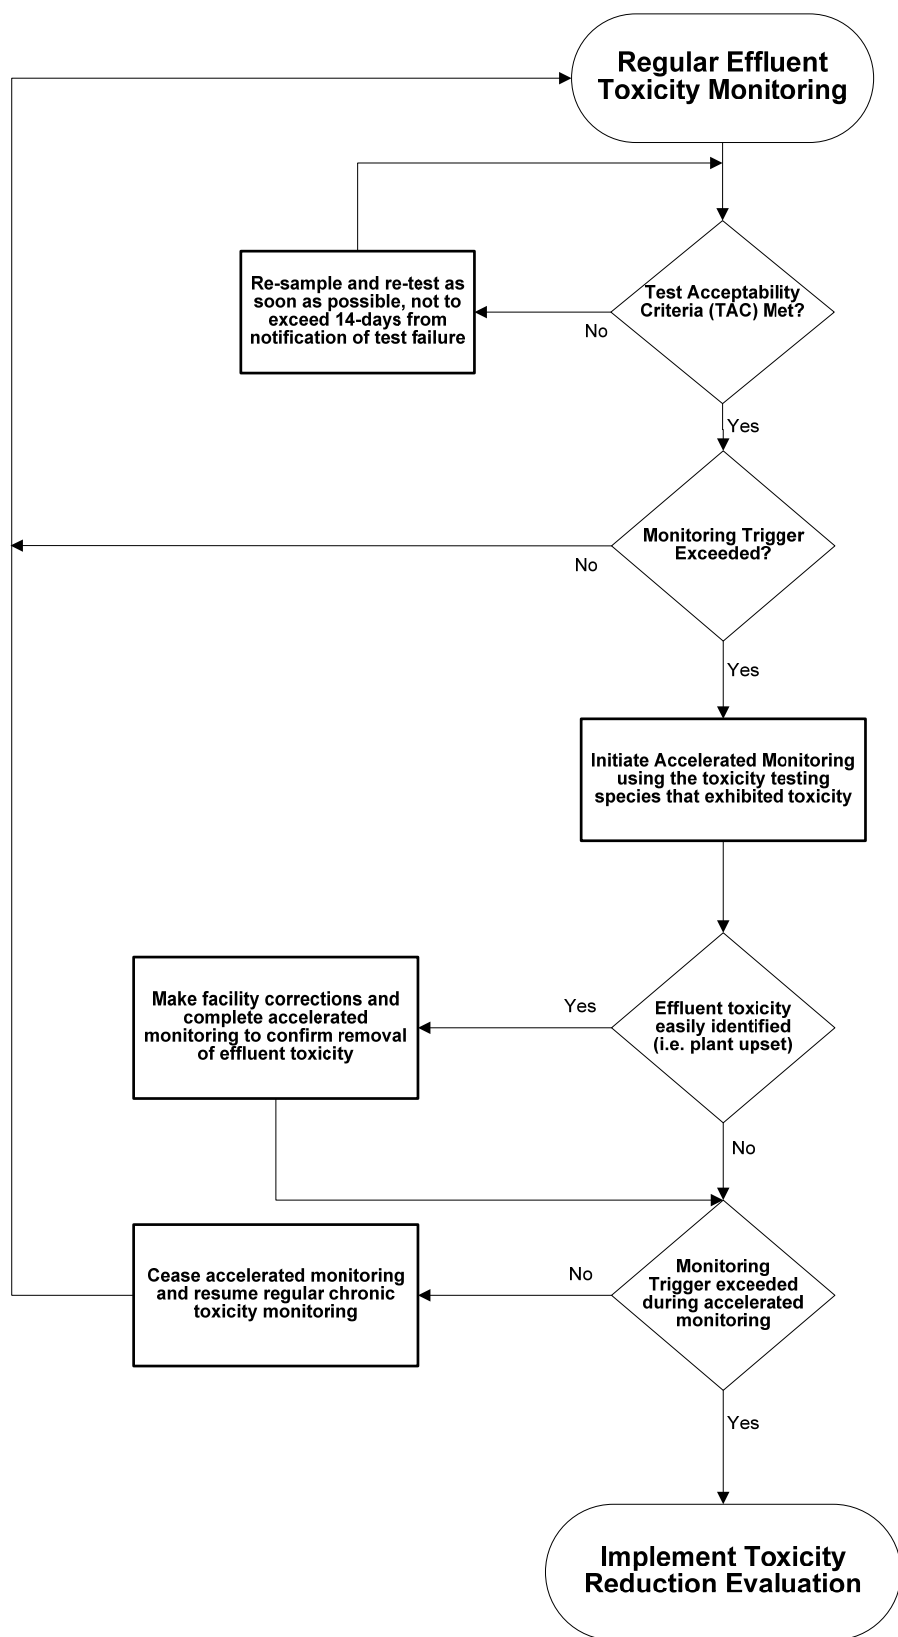 Regular Effluent
Toxicity Monitoring
Re-sample and re-test as
soon as possible, not to
exceed 14-days from
notification of test failure
Test Acceptability
Criteria (TAC) Met?
No
Yes
Monitoring Trigger
Exceeded?
No
Yes
Initiate Accelerated Monitoring
using the toxicity testing
species that exhibited toxicity
Make facility corrections and
complete accelerated
monitoring to confirm removal
of effluent toxicity
Yes
Effluent toxicity
easily identified
(i.e. plant upset)
No
Cease accelerated monitoring
and resume regular chronic
toxicity monitoring
No
Monitoring
Trigger exceeded
during accelerated
monitoring
Yes
Implement Toxicity
Reduction Evaluation